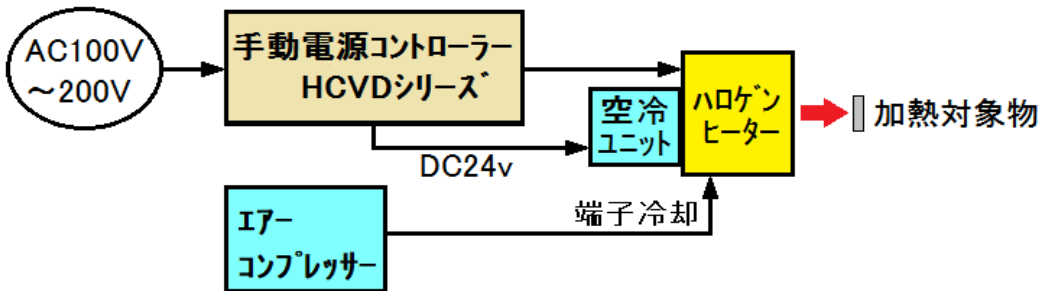 AC100V
～200V
手動電源コントローラー
HCVDシリーズ
ハロゲン
ヒーター
空冷
ユニット
加熱対象物
DC24v
端子冷却
エアー
コンプレッサー